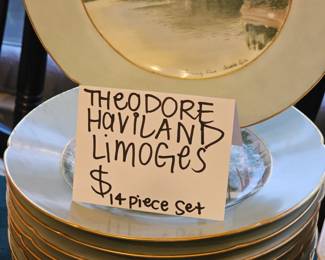 THEODORE
HAVILAND
LiMOGES
$ 14 PieCe Set